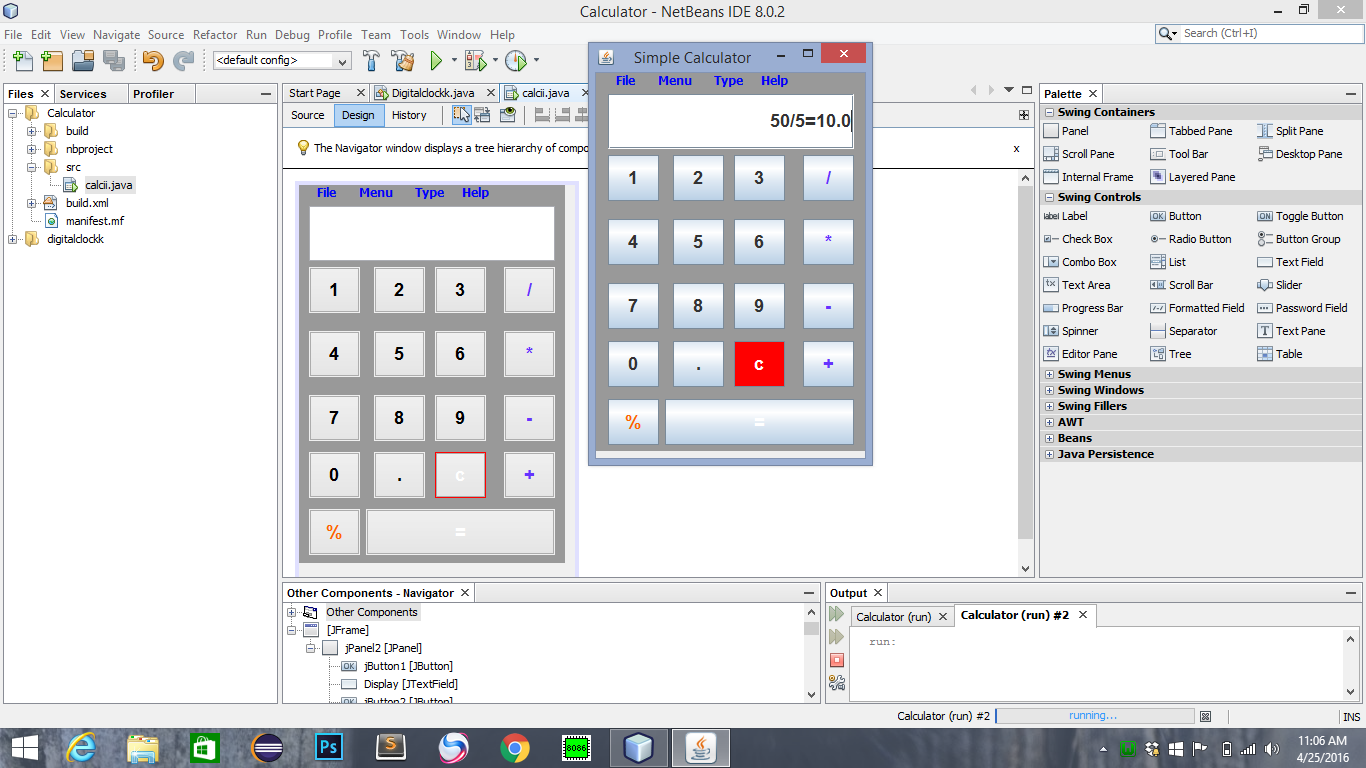 Calculator - NetBeans IDE 8.0.2
File Edit View Navigate Source Refactor Run Debug Profile Team Tools Window Help
Search (Ctrl+I)
<default config>
Files Services Profiler
Calculator
build
nbproject
src
calcii.java
build.xml
manifest.mf
digitalclockk
Start Page Digitalclockk.java calcii.java
Source Design History
The Navigator window displays a tree hierarchy of compo
x
File Menu Type Help
1 2 3 /
4 5 6 *
7 8 9 -
0 . c +
% =
Simple Calculator
File Menu Type Help
50/5=10.0
1 2 3 /
4 5 6 *
7 8 9 -
0 . c +
% =
Palette
Swing Containers
Panel Tabbed Pane Split Pane
Scroll Pane Tool Bar Desktop Pane
Internal Frame Layered Pane
Swing Controls
label Label OK Button ON Toggle Button
Check Box Radio Button Button Group
Combo Box List Text Field
Text Area Scroll Bar Slider
Progress Bar Formatted Field Password Field
Spinner Separator Text Pane
Editor Pane Tree Table
Swing Menus
Swing Windows
Swing Fillers
AWT
Beans
Java Persistence
Other Components - Navigator
Other Components
[JFrame]
jPanel2 [JPanel]
OK jButton1 [JButton]
Display [JTextField]
OK jButton2 [JButton]
Output
Calculator (run) Calculator (run) #2
run:
Calculator (run) #2 running... INS
Ps
S
8086
11:06 AM
4/25/2016